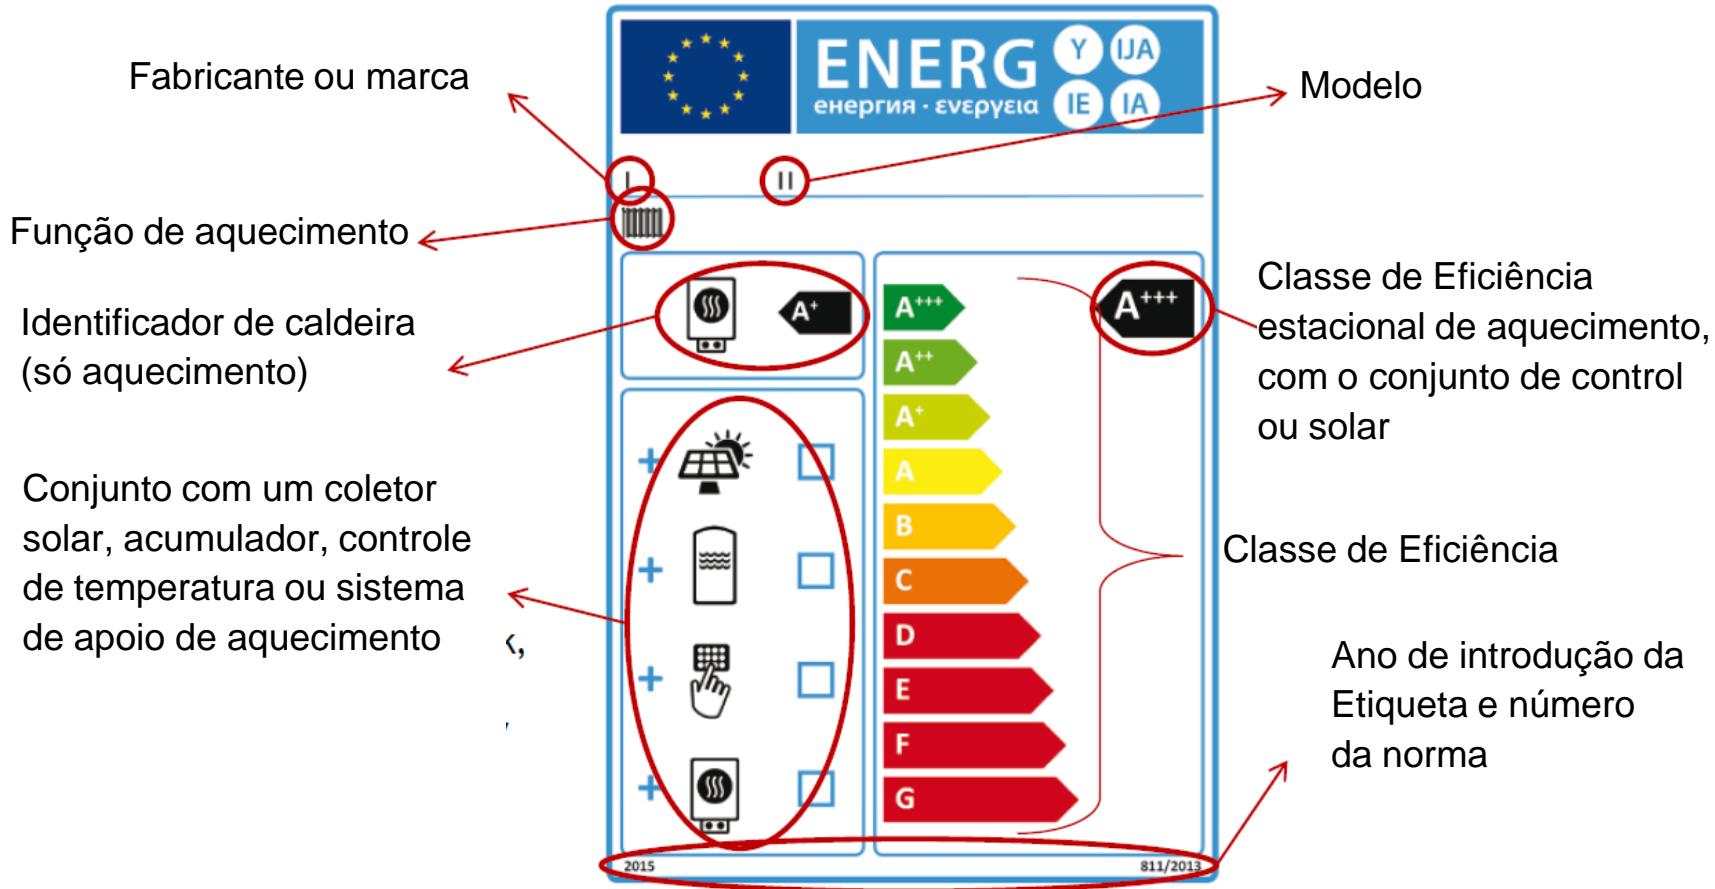 ENERG
енергия · ενεργεια
Y
IJA
IE
IA
Fabricante ou marca
Modelo
I
II
Função de aquecimento
Identificador de caldeira
(só aquecimento)
A+
A+++
Classe de Eficiência
estacional de aquecimento,
com o conjunto de control
ou solar
A+++
A++
A+
A
B
C
D
E
F
G
Conjunto com um coletor
solar, acumulador, controle
de temperatura ou sistema
de apoio de aquecimento
+
+
+
+
Classe de Eficiência
Ano de introdução da
Etiqueta e número
da norma
2015
811/2013